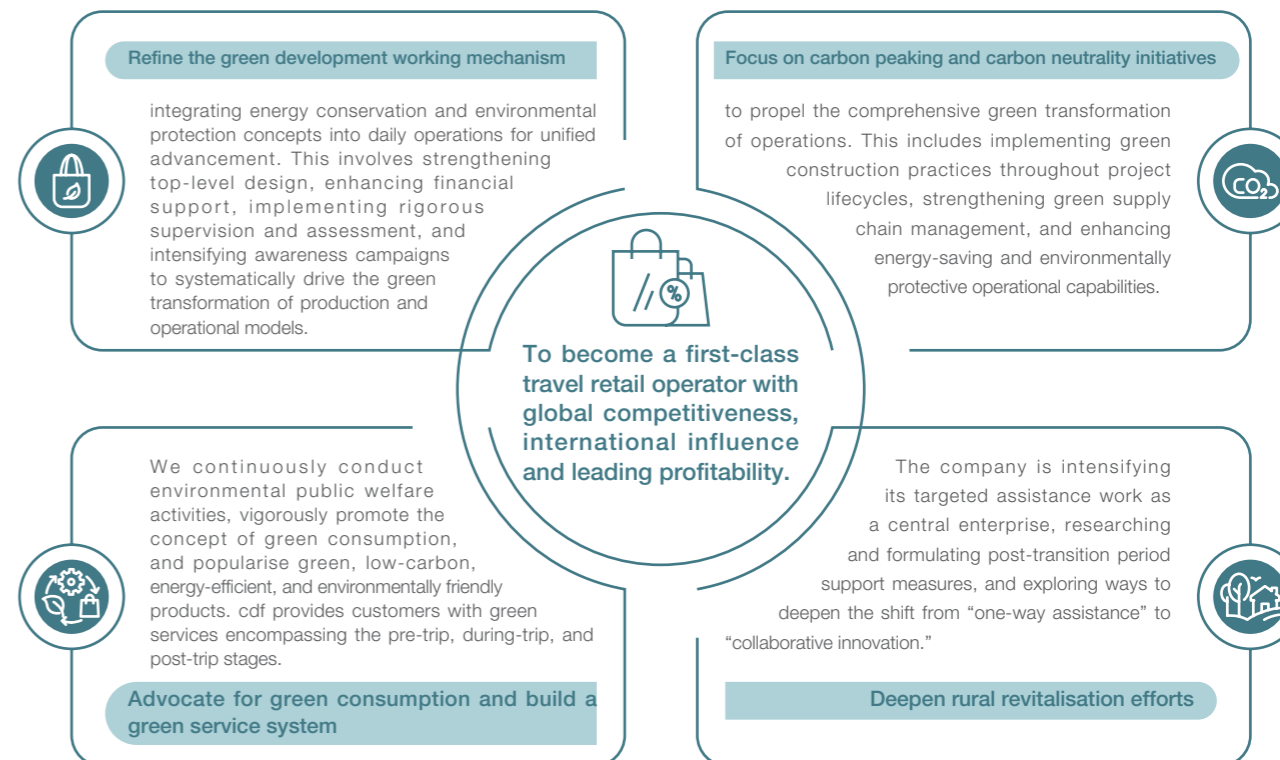 Refine the green development working mechanism
integrating energy conservation and environmental
protection concepts into daily operations for unified
advancement. This involves strengthening
top-level design, enhancing financial
support, implementing rigorous
supervision and assessment, and
intensifying awareness campaigns
to systematically drive the green
transformation of production and
operational models.
Focus on carbon peaking and carbon neutrality initiatives
to propel the comprehensive green transformation
of operations. This includes implementing green
construction practices throughout project
lifecycles, strengthening green supply
chain management, and enhancing
energy-saving and environmentally
protective operational capabilities.
CO2
%
To become a first-class
travel retail operator with
global competitiveness,
international influence
and leading profitability.
We continuously conduct
environmental public welfare
activities, vigorously promote the
concept of green consumption,
and popularise green, low-carbon,
energy-efficient, and environmentally friendly
products. cdf provides customers with green
services encompassing the pre-trip, during-trip, and
post-trip stages.
Advocate for green consumption and build a
green service system
The company is intensifying
its targeted assistance work as
a central enterprise, researching
and formulating post-transition period
support measures, and exploring ways to
deepen the shift from “one-way assistance” to
“collaborative innovation.”
Deepen rural revitalisation efforts